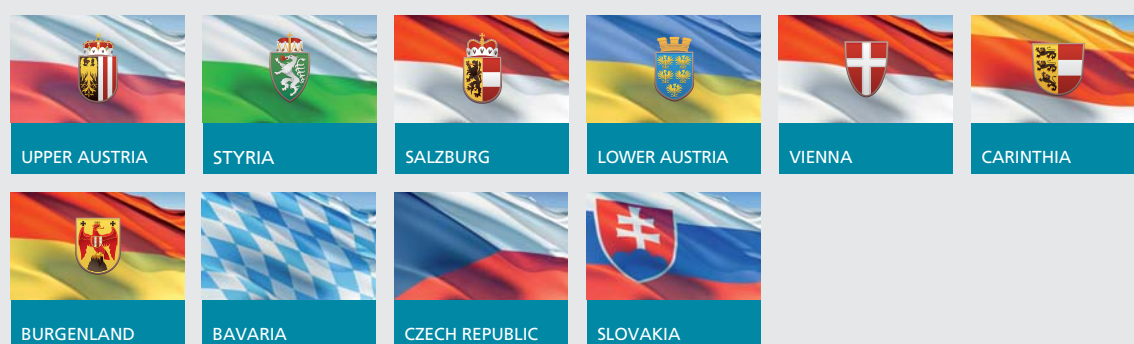 UPPER AUSTRIA
STYRIA
SALZBURG
LOWER AUSTRIA
VIENNA
CARINTHIA
BURGENLAND
BAVARIA
CZECH REPUBLIC
SLOVAKIA